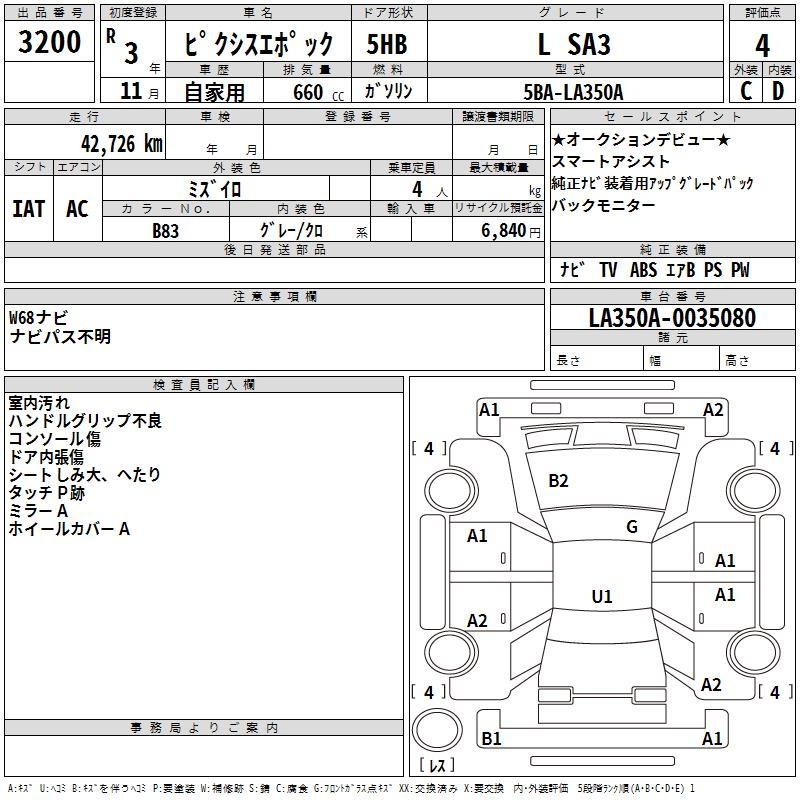 出品番号 初度登録 車名 ドア形状 グレード 評価点
3200 R 3 年 ﾋﾟｸｼｽｴﾎﾟｯｸ 5HB L SA3 4
車歴 排気量 燃料 型式 外装 内装
11 月 自家用 660 CC ｶﾞｿﾘﾝ 5BA-LA350A C D
走行 車検 登録番号 譲渡書類期限
42,726 km 年 月 月 日
シフト エアコン 外装色 乗車定員 最大積載量
IAT AC ミズイロ 4 人 kg
カラーNo. 内装色 輸入車 リサイクル預託金
B83 ｸﾞﾚｰ/ｸﾛ 系 6,840 円
後日発送部品
セールスポイント
★オークションデビュー★
スマートアシスト
純正ﾅﾋﾞ装着用ｱｯﾌﾟｸﾞﾚｰﾄﾞﾊﾟｯｸ
バックモニター
純正装備
ﾅﾋﾞ TV ABS ｴｱB PS PW
注意事項欄
W68ナビ
ナビパス不明
車台番号
LA350A-0035080
諸元
長さ 幅 高さ
検査員記入欄
室内汚れ
ハンドルグリップ不良
コンソール傷
ドア内張傷
シートしみ大、へたり
タッチＰ跡
ミラーＡ
ホイールカバーＡ
事務局よりご案内
A1 A2
[ 4 ] [ 4 ]
B2
G
A1 A1
U1 A1
A2
A2
[ 4 ] [ 4 ]
B1 A1
[ ﾚｽ ]
A:ｷｽﾞ U:ﾍｺﾐ B:ｷｽﾞを伴うﾍｺﾐ P:要塗装 W:補修跡 S:錆 C:腐食 G:ﾌﾛﾝﾄｶﾞﾗｽ点ｷｽﾞ XX:交換済み X:要交換 内・外装評価 5段階ﾗﾝｸ順(A・B・C・D・E) 1